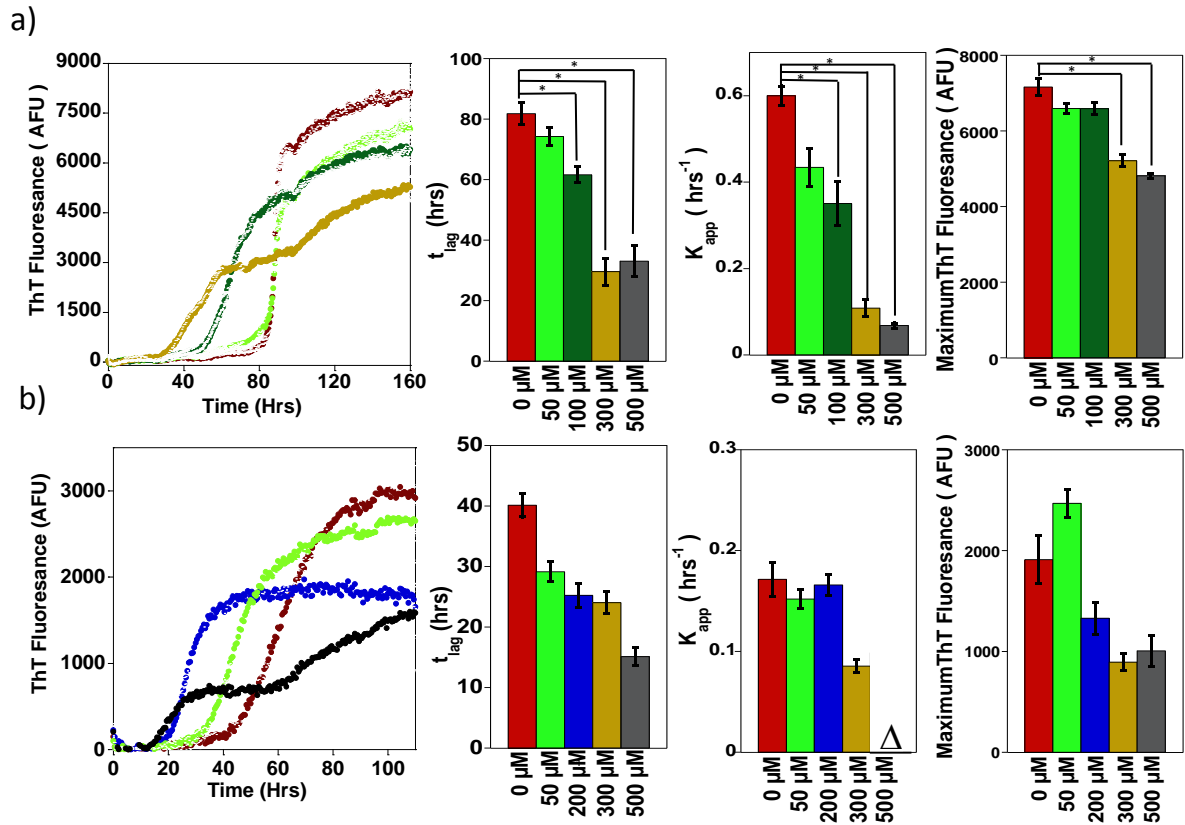 a)
ThT Fluoresance ( AFU)
9000
7500
6000
4500
3000
1500
0
0 40 80 120 160
Time (Hrs)
t_lag (hrs)
100
80
60
40
20
0
*
*
*
0 µM 50 µM 100 µM 300 µM 500 µM
K_app ( hrs⁻¹)
0.6
0.4
0.2
0
*
*
*
0 µM 50 µM 100 µM 300 µM 500 µM
MaximumThT Fluoresance ( AFU)
8000
6000
4000
2000
0
*
*
0 µM 50 µM 100 µM 300 µM 500 µM
b)
ThT Fluoresance (AFU)
3000
2000
1000
0
0 20 40 60 80 100
Time (Hrs)
t_lag (hrs)
50
40
30
20
10
0
0 µM 50 µM 200 µM 300 µM 500 µM
K_app ( hrs⁻¹)
0.3
0.2
0.1
0
Δ
0 µM 50 µM 200 µM 300 µM 500 µM
MaximumThT Fluoresance ( AFU)
3000
2000
1000
0
0 µM 50 µM 200 µM 300 µM 500 µM